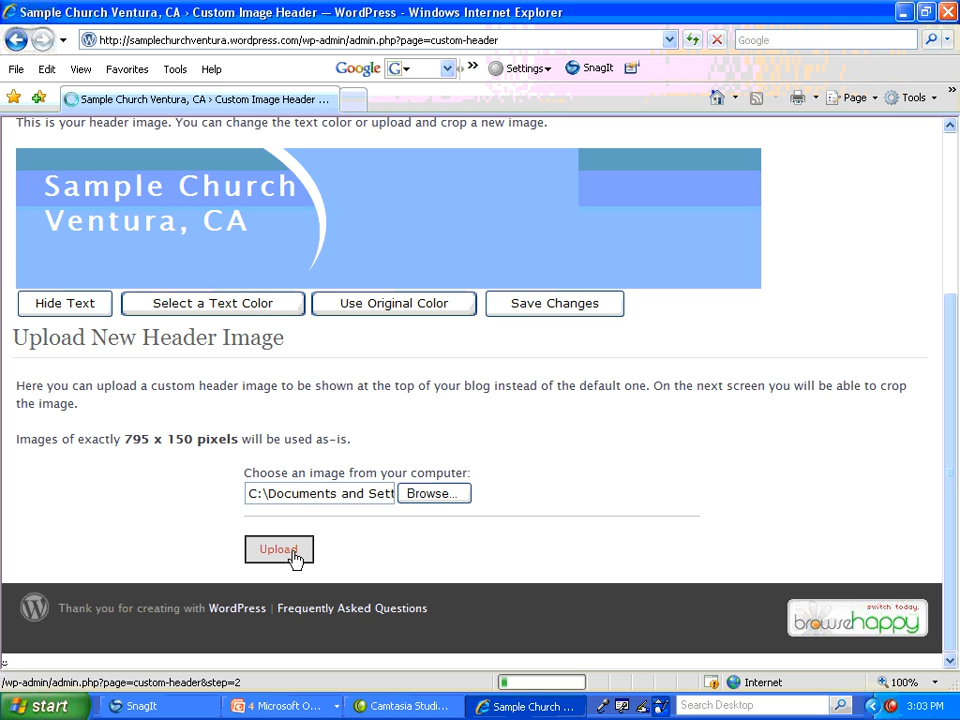 Sample Church Ventura, CA › Custom Image Header — WordPress - Windows Internet Explorer
http://samplechurchventura.wordpress.com/wp-admin/admin.php?page=custom-header
Google
File Edit View Favorites Tools Help
Google G Settings SnagIt
Sample Church Ventura, CA › Custom Image Header ...
Page Tools
This is your header image. You can change the text color or upload and crop a new image.
Sample Church
Ventura, CA
Hide Text Select a Text Color Use Original Color Save Changes
Upload New Header Image
Here you can upload a custom header image to be shown at the top of your blog instead of the default one. On the next screen you will be able to crop
the image.
Images of exactly 795 x 150 pixels will be used as-is.
Choose an image from your computer:
C:\Documents and Sett Browse...
Upload
Thank you for creating with WordPress | Frequently Asked Questions
switch today.
browsehappy
/wp-admin/admin.php?page=custom-header&step=2
Internet
100%
start
SnagIt
4 Microsoft O...
Camtasia Studi...
Sample Church ...
Search Desktop
3:03 PM